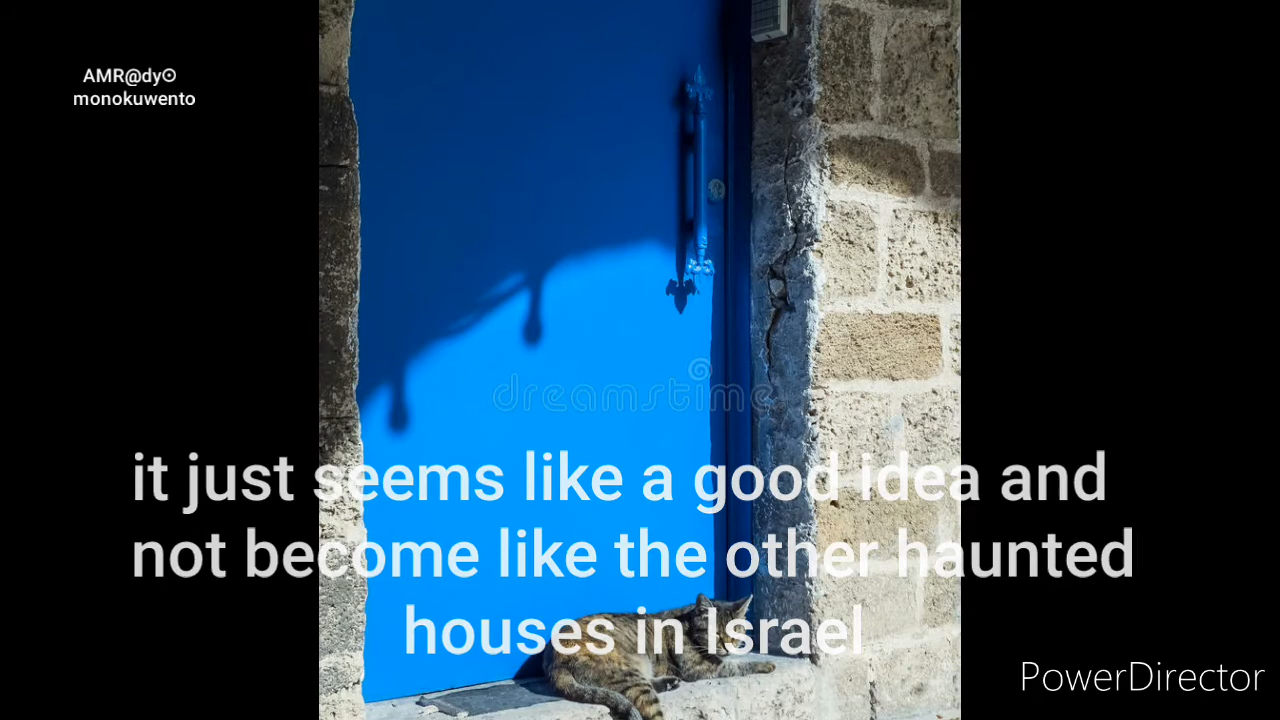 AMR@dy⊙
monokuwento
dreamstime
it just seems like a good idea and
not become like the other haunted
houses in Israel
PowerDirector